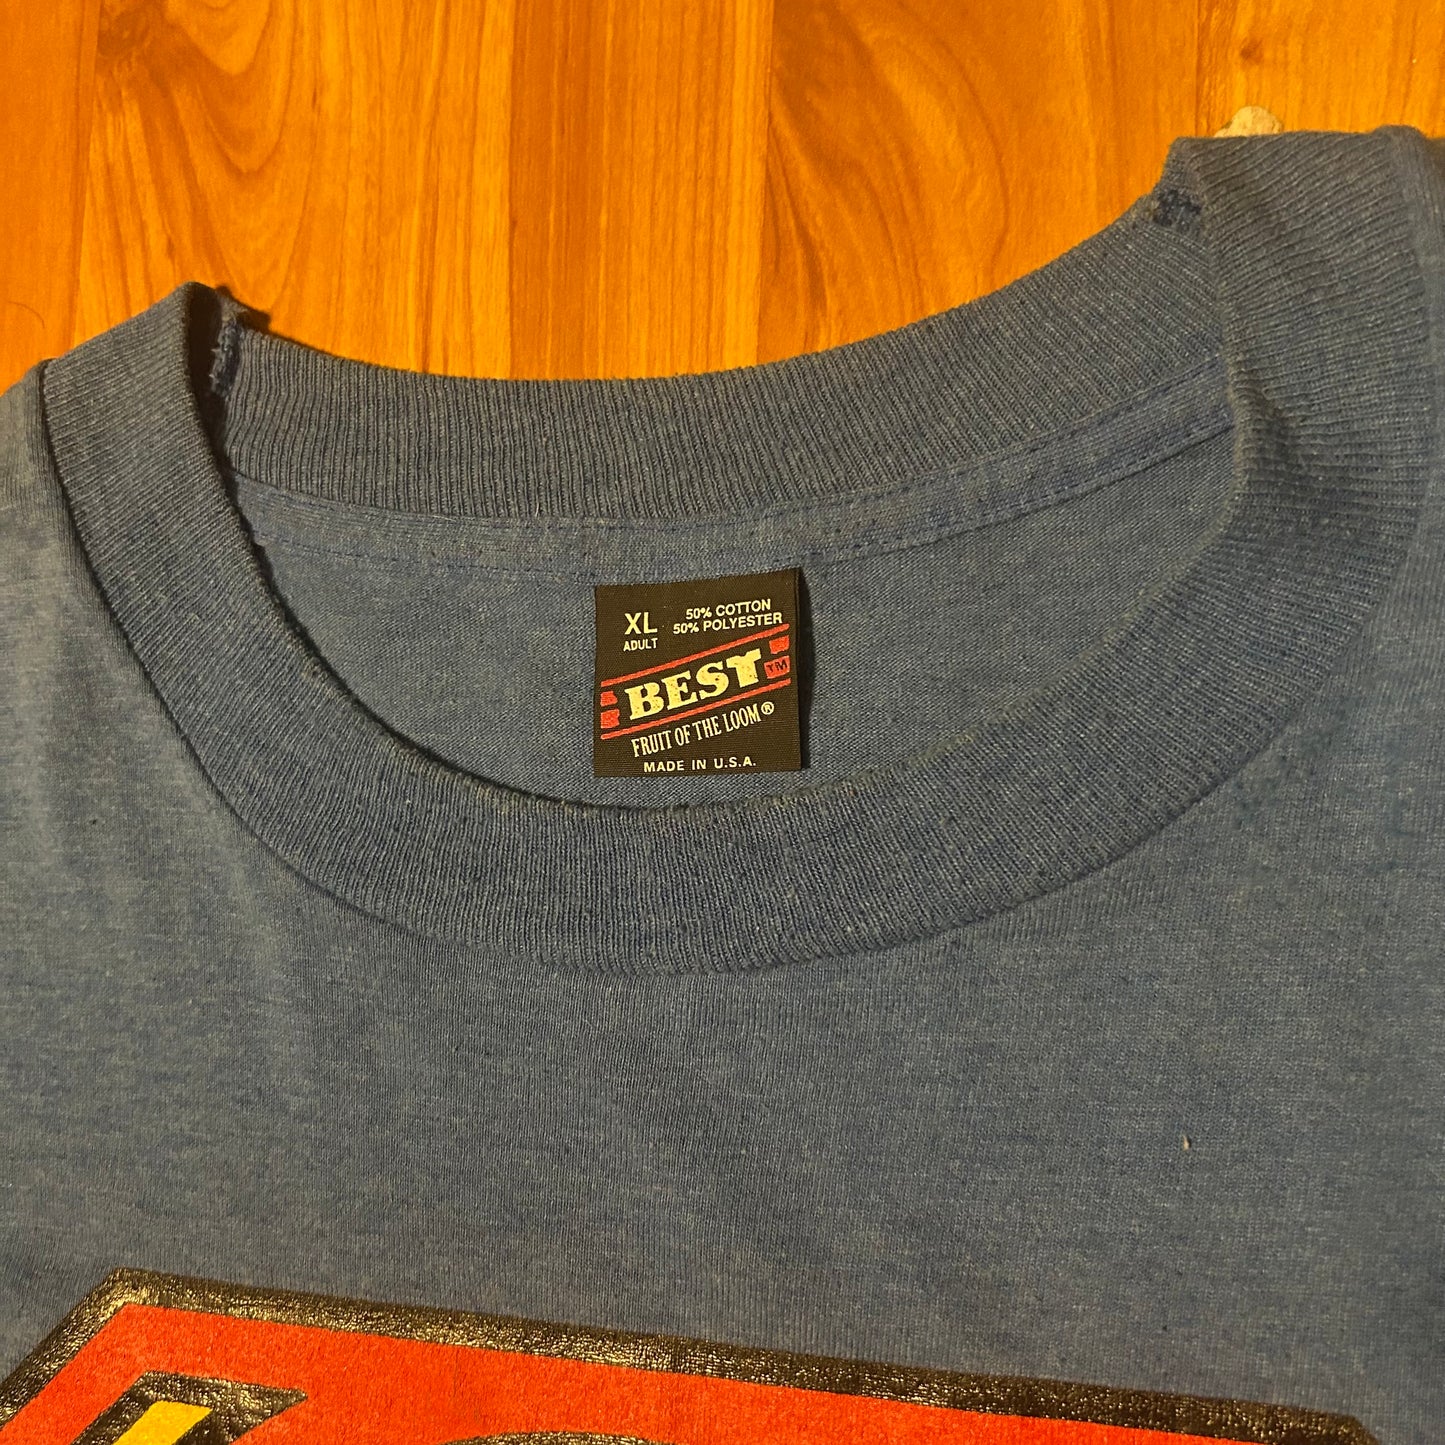 XL
ADULT
50% COTTON
50% POLYESTER
BEST TM
FRUIT OF THE LOOM®
MADE IN U.S.A.